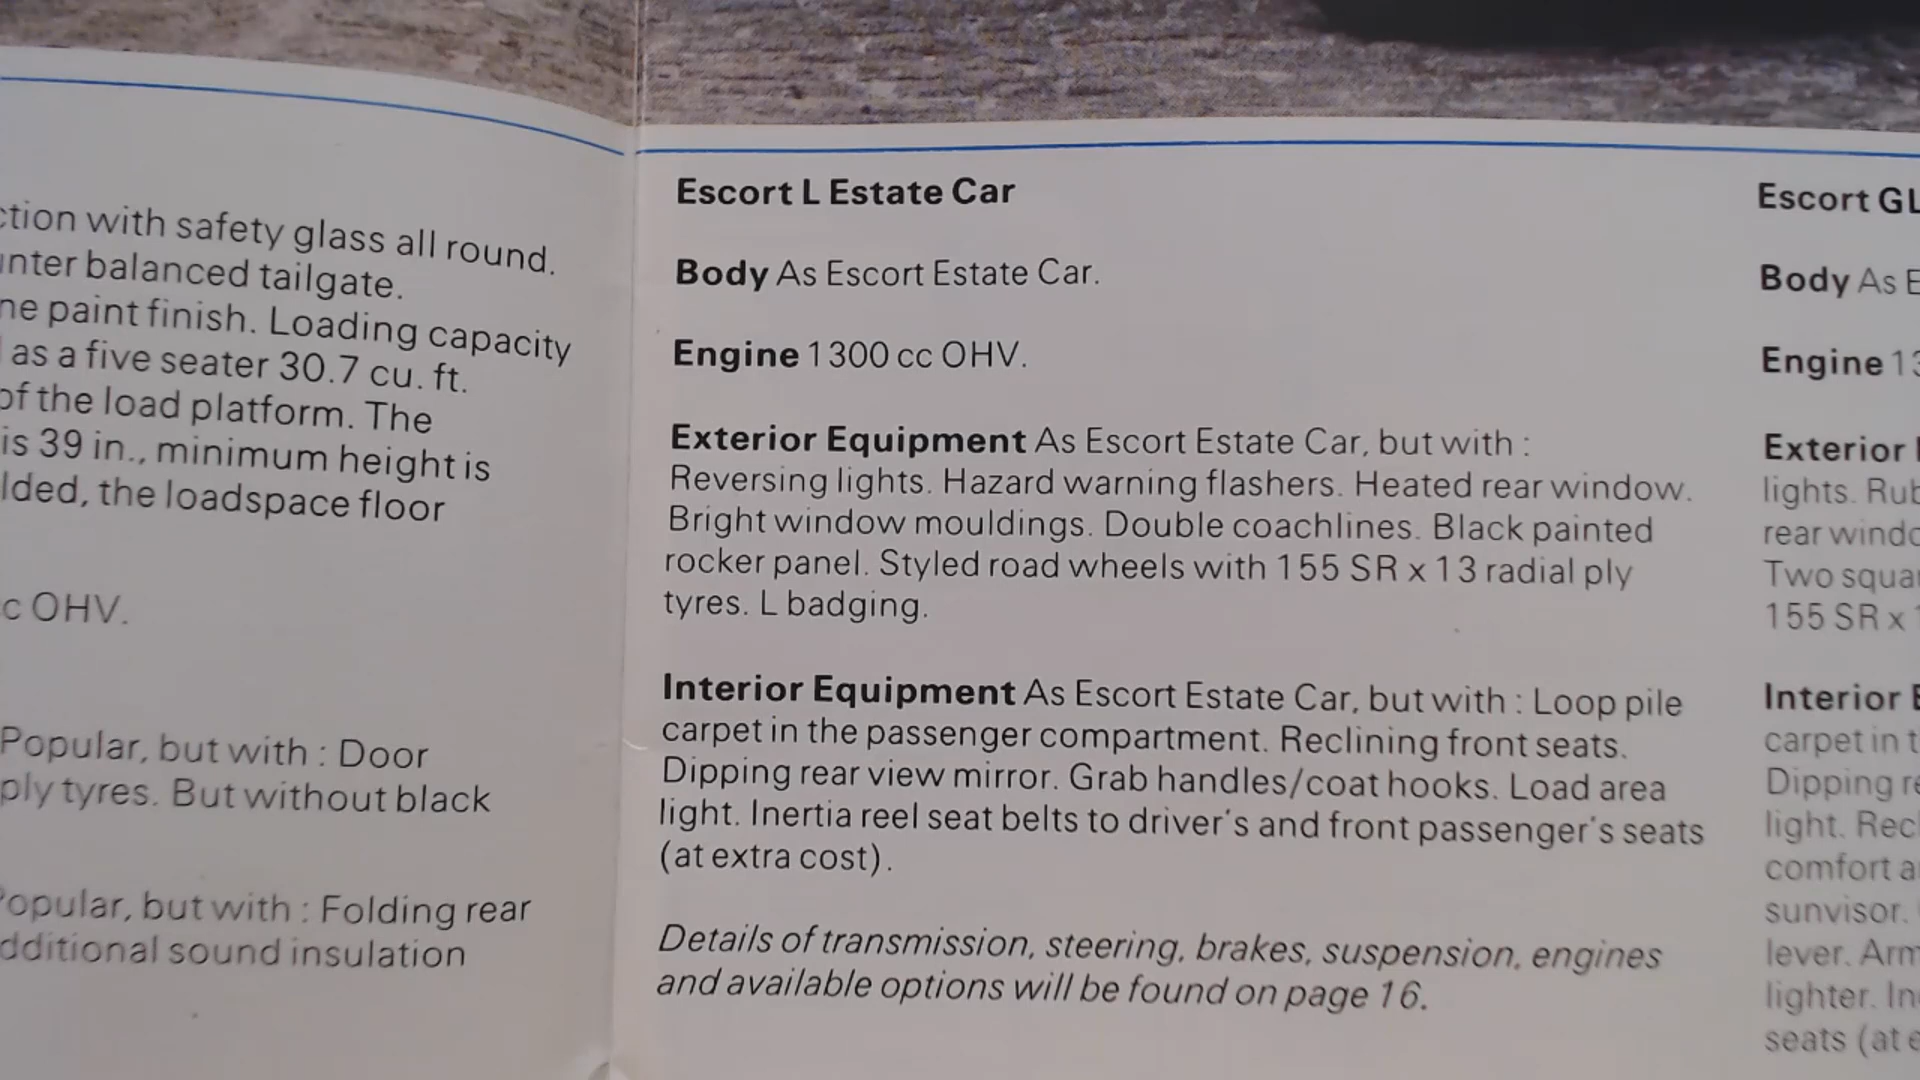 ction with safety glass all round.
balanced tailgate.
paint finish. Loading capacity
as a five seater 30.7 cu. ft.
of the load platform. The
is 39 in., minimum height is
lded, the loadspace floor
c OHV.
Popular, but with : Door
ply tyres. But without black
opular, but with : Folding rear
dditional sound insulation
Escort L Estate Car
Body As Escort Estate Car.
Engine 1300 cc OHV.
Exterior Equipment As Escort Estate Car, but with :
Reversing lights. Hazard warning flashers. Heated rear window.
Bright window mouldings. Double coachlines. Black painted
rocker panel. Styled road wheels with 155 SR x 13 radial ply
tyres. L badging.
Interior Equipment As Escort Estate Car, but with : Loop pile
carpet in the passenger compartment. Reclining front seats.
Dipping rear view mirror. Grab handles/coat hooks. Load area
light. Inertia reel seat belts to driver's and front passenger's seats
(at extra cost).
Details of transmission, steering, brakes, suspension, engines
and available options will be found on page 16.
Escort GL
Body As E
Engine 13
Exterior
lights. Rub
rear windo
Two squar
155 SR x 1
Interior E
carpet in t
Dipping re
light. Recl
comfort a
sunvisor.
lever. Arm
lighter. In
seats (at e